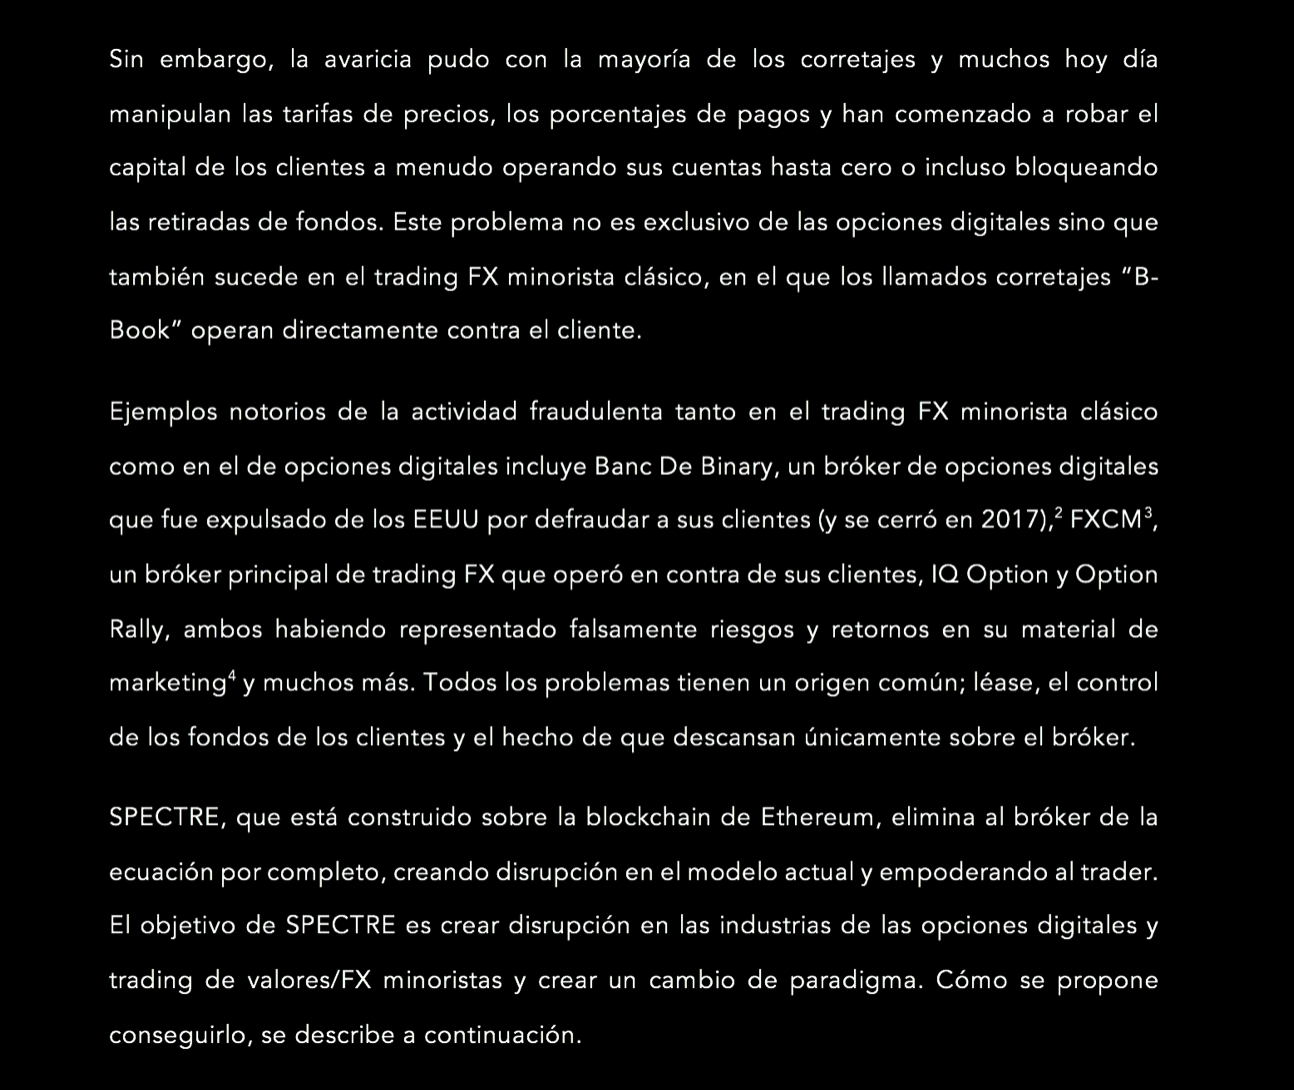 Sin embargo, la avaricia pudo con la mayoría de los corretajes y muchos hoy día
manipulan las tarifas de precios, los porcentajes de pagos y han comenzado a robar el
capital de los clientes a menudo operando sus cuentas hasta cero o incluso bloqueando
las retiradas de fondos. Este problema no es exclusivo de las opciones digitales sino que
también sucede en el trading FX minorista clásico, en el que los llamados corretajes “B-
Book” operan directamente contra el cliente.
Ejemplos notorios de la actividad fraudulenta tanto en el trading FX minorista clásico
como en el de opciones digitales incluye Banc De Binary, un bróker de opciones digitales
que fue expulsado de los EEUU por defraudar a sus clientes (y se cerró en 2017),² FXCM³,
un bróker principal de trading FX que operó en contra de sus clientes, IQ Option y Option
Rally, ambos habiendo representado falsamente riesgos y retornos en su material de
marketing⁴ y muchos más. Todos los problemas tienen un origen común; léase, el control
de los fondos de los clientes y el hecho de que descansan únicamente sobre el bróker.
SPECTRE, que está construido sobre la blockchain de Ethereum, elimina al bróker de la
ecuación por completo, creando disrupción en el modelo actual y empoderando al trader.
El objetivo de SPECTRE es crear disrupción en las industrias de las opciones digitales y
trading de valores/FX minoristas y crear un cambio de paradigma. Cómo se propone
conseguirlo, se describe a continuación.